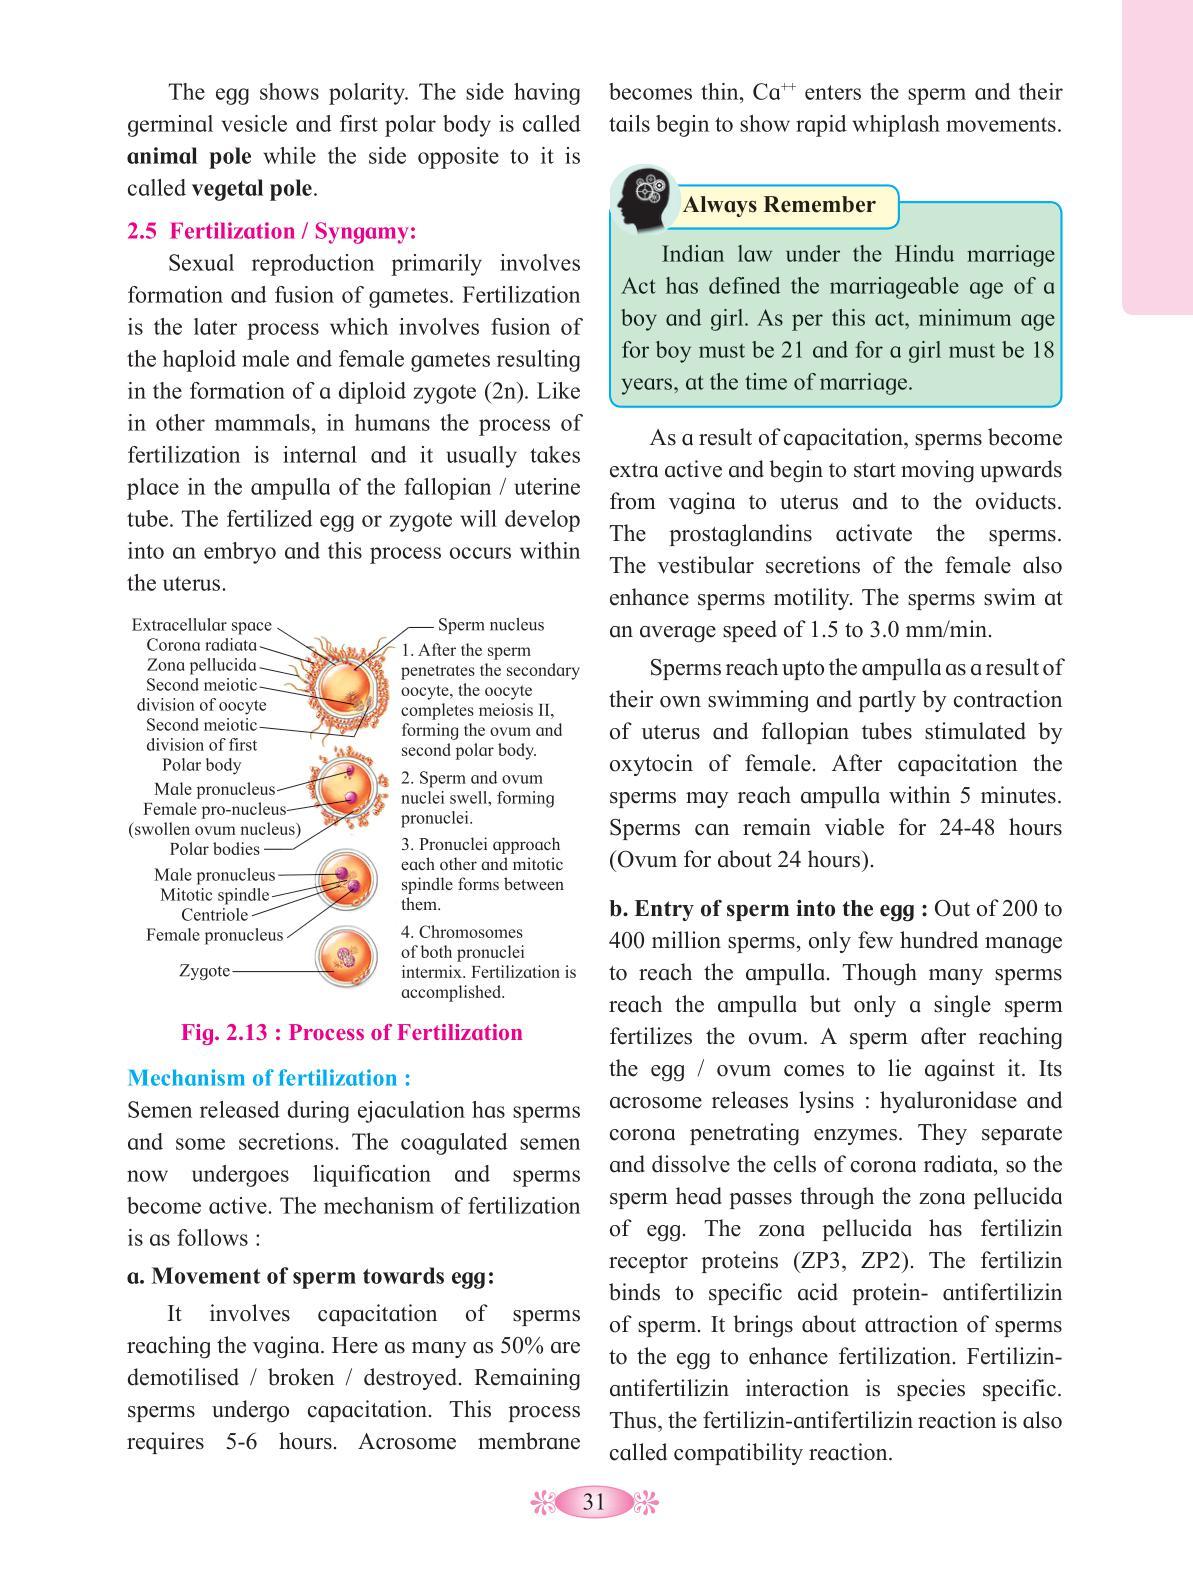 The egg shows polarity. The side having
germinal vesicle and first polar body is called
animal pole while the side opposite to it is
called vegetal pole.
2.5 Fertilization / Syngamy:
Sexual reproduction primarily involves
formation and fusion of gametes. Fertilization
is the later process which involves fusion of
the haploid male and female gametes resulting
in the formation of a diploid zygote (2n). Like
in other mammals, in humans the process of
fertilization is internal and it usually takes
place in the ampulla of the fallopian / uterine
tube. The fertilized egg or zygote will develop
into an embryo and this process occurs within
the uterus.
Extracellular space
Corona radiata
Zona pellucida
Second meiotic
division of oocyte
Second meiotic
division of first
Polar body
Male pronucleus
Female pro-nucleus
(swollen ovum nucleus)
Polar bodies
Male pronucleus
Mitotic spindle
Centriole
Female pronucleus
Zygote
Sperm nucleus
1. After the sperm
penetrates the secondary
oocyte, the oocyte
completes meiosis II,
forming the ovum and
second polar body.
2. Sperm and ovum
nuclei swell, forming
pronuclei.
3. Pronuclei approach
each other and mitotic
spindle forms between
them.
4. Chromosomes
of both pronuclei
intermix. Fertilization is
accomplished.
Fig. 2.13 : Process of Fertilization
Mechanism of fertilization :
Semen released during ejaculation has sperms
and some secretions. The coagulated semen
now undergoes liquification and sperms
become active. The mechanism of fertilization
is as follows :
a. Movement of sperm towards egg:
It involves capacitation of sperms
reaching the vagina. Here as many as 50% are
demotilised / broken / destroyed. Remaining
sperms undergo capacitation. This process
requires 5-6 hours. Acrosome membrane
becomes thin, Ca++ enters the sperm and their
tails begin to show rapid whiplash movements.
Always Remember
Indian law under the Hindu marriage
Act has defined the marriageable age of a
boy and girl. As per this act, minimum age
for boy must be 21 and for a girl must be 18
years, at the time of marriage.
As a result of capacitation, sperms become
extra active and begin to start moving upwards
from vagina to uterus and to the oviducts.
The prostaglandins activate the sperms.
The vestibular secretions of the female also
enhance sperms motility. The sperms swim at
an average speed of 1.5 to 3.0 mm/min.
Sperms reach upto the ampulla as a result of
their own swimming and partly by contraction
of uterus and fallopian tubes stimulated by
oxytocin of female. After capacitation the
sperms may reach ampulla within 5 minutes.
Sperms can remain viable for 24-48 hours
(Ovum for about 24 hours).
b. Entry of sperm into the egg : Out of 200 to
400 million sperms, only few hundred manage
to reach the ampulla. Though many sperms
reach the ampulla but only a single sperm
fertilizes the ovum. A sperm after reaching
the egg / ovum comes to lie against it. Its
acrosome releases lysins : hyaluronidase and
corona penetrating enzymes. They separate
and dissolve the cells of corona radiata, so the
sperm head passes through the zona pellucida
of egg. The zona pellucida has fertilizin
receptor proteins (ZP3, ZP2). The fertilizin
binds to specific acid protein- antifertilizin
of sperm. It brings about attraction of sperms
to the egg to enhance fertilization. Fertilizin-
antifertilizin interaction is species specific.
Thus, the fertilizin-antifertilizin reaction is also
called compatibility reaction.
31